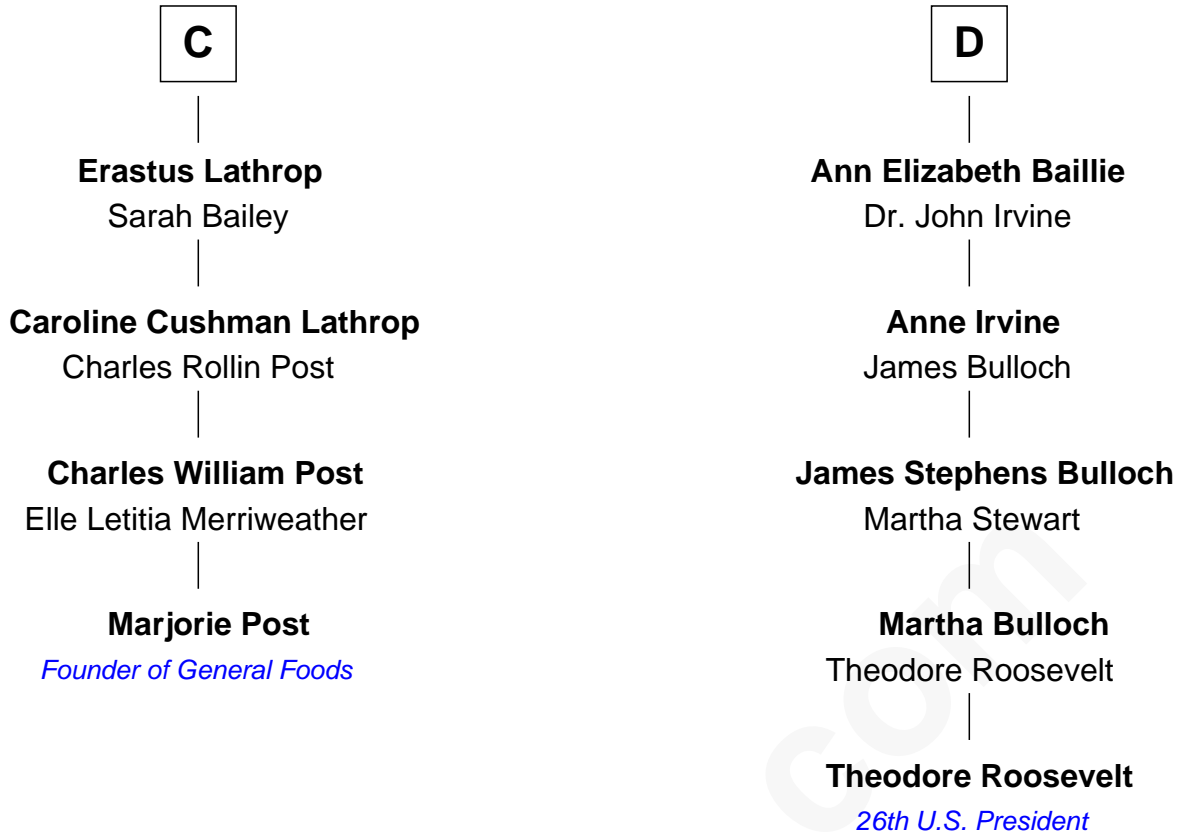 C
Erastus Lathrop
Sarah Bailey
Caroline Cushman Lathrop
Charles Rollin Post
Charles William Post
Elle Letitia Merriweather
Marjorie Post
Founder of General Foods
D
Ann Elizabeth Baillie
Dr. John Irvine
Anne Irvine
James Bulloch
James Stephens Bulloch
Martha Stewart
Martha Bulloch
Theodore Roosevelt
Theodore Roosevelt
26th U.S. President
com